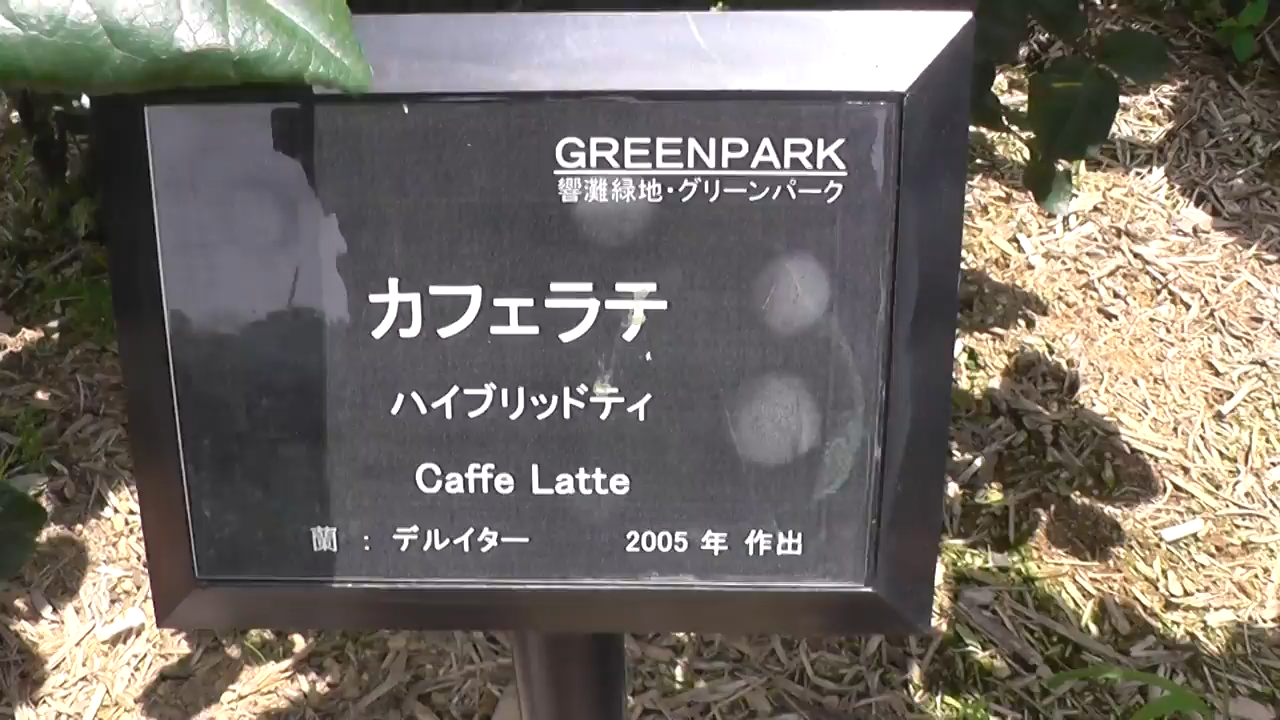 GREENPARK
響灘緑地・グリーンパーク
カフェラテ
ハイブリッドティ
Caffe Latte
蘭 : デルイター 2005 年 作出